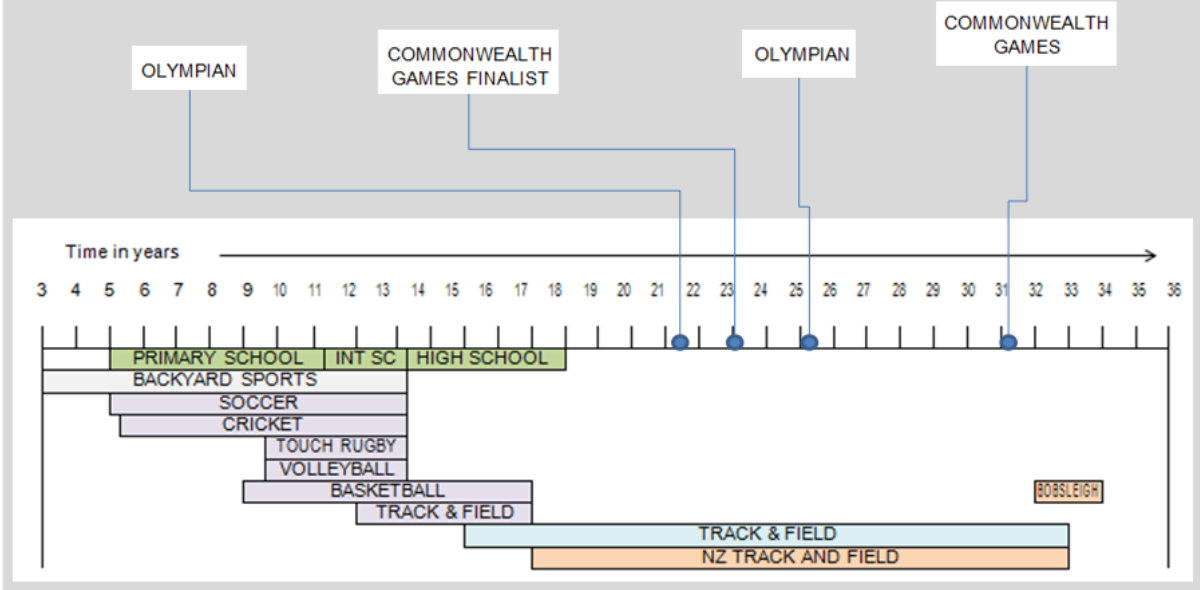 COMMONWEALTH
GAMES
OLYMPIAN
COMMONWEALTH
GAMES FINALIST
OLYMPIAN
Time in years
3 4 5 6 7 8 9 10 11 12 13 14 15 16 17 18 19 20 21 22 23 24 25 26 27 28 29 30 31 32 33 34 35 36
PRIMARY SCHOOL INT SC HIGH SCHOOL
BACKYARD SPORTS
SOCCER
CRICKET
TOUCH RUGBY
VOLLEYBALL
BASKETBALL BOBSLEIGH
TRACK & FIELD
TRACK & FIELD
NZ TRACK AND FIELD